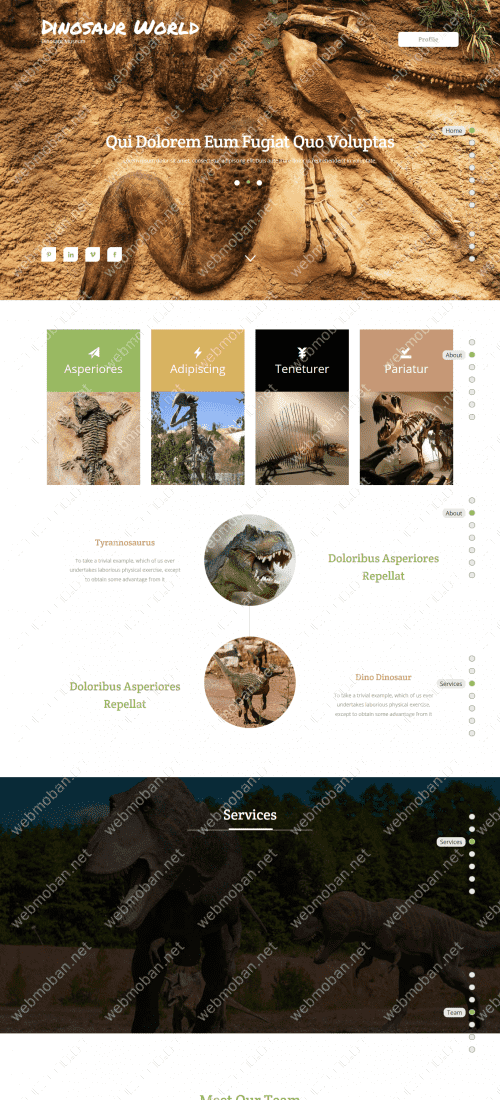 Dinosaur World
Dinosaur Museum
Profile
Home
Qui Dolorem Eum Fugiat Quo Voluptas
Asperiores
Adipiscing
Teneturer
Pariatur
About
About
Tyrannosaurus
To take a trivial example, which of us ever
undertakes laborious physical exercise, except
to obtain some advantage from it
Doloribus Asperiores
Repellat
Doloribus Asperiores
Repellat
Dino Dinosaur
To take a trivial example, which of us ever
undertakes laborious physical exercise,
except to obtain some advantage from it
Services
Services
Services
Team
Meet Our Team
webmoban.net